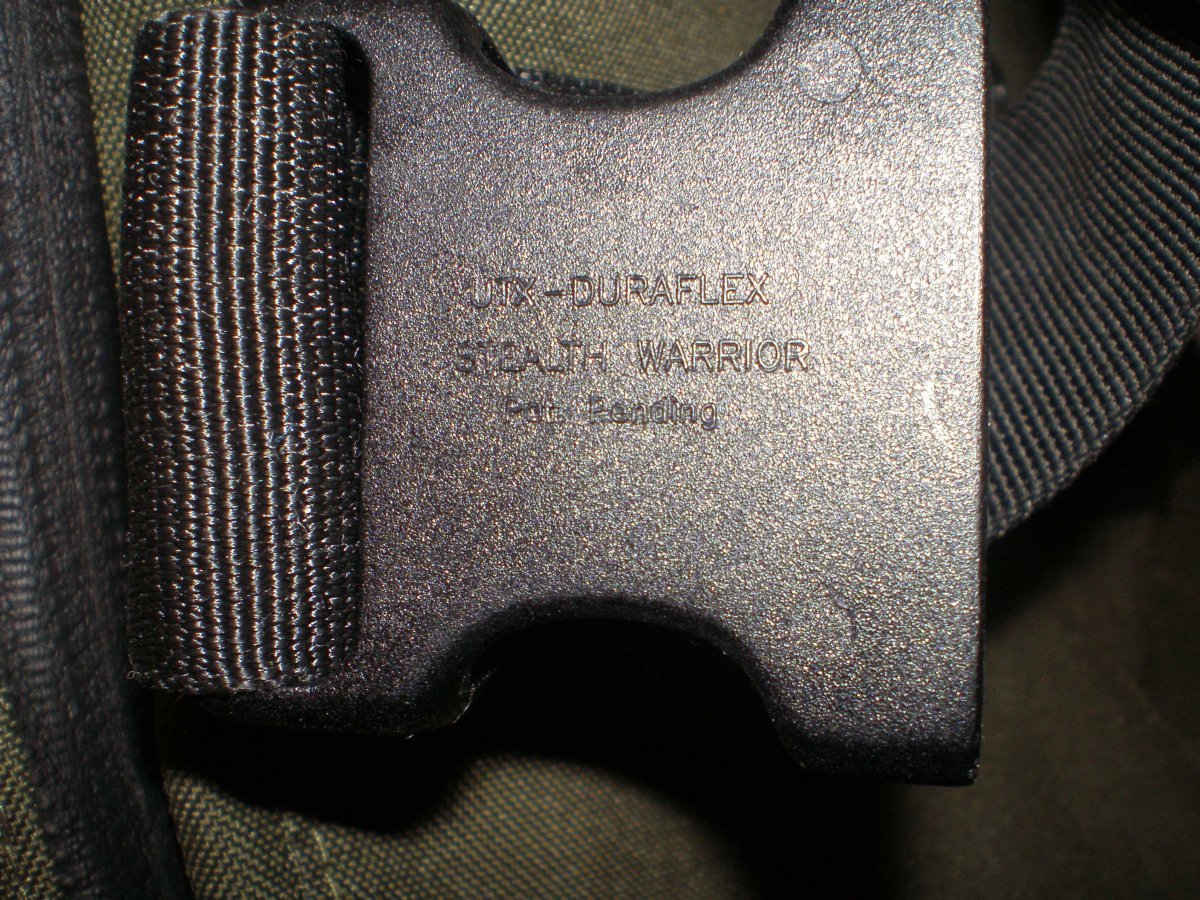 UTX-DURAFLEX
STEALTH WARRIOR
Pat. Pending